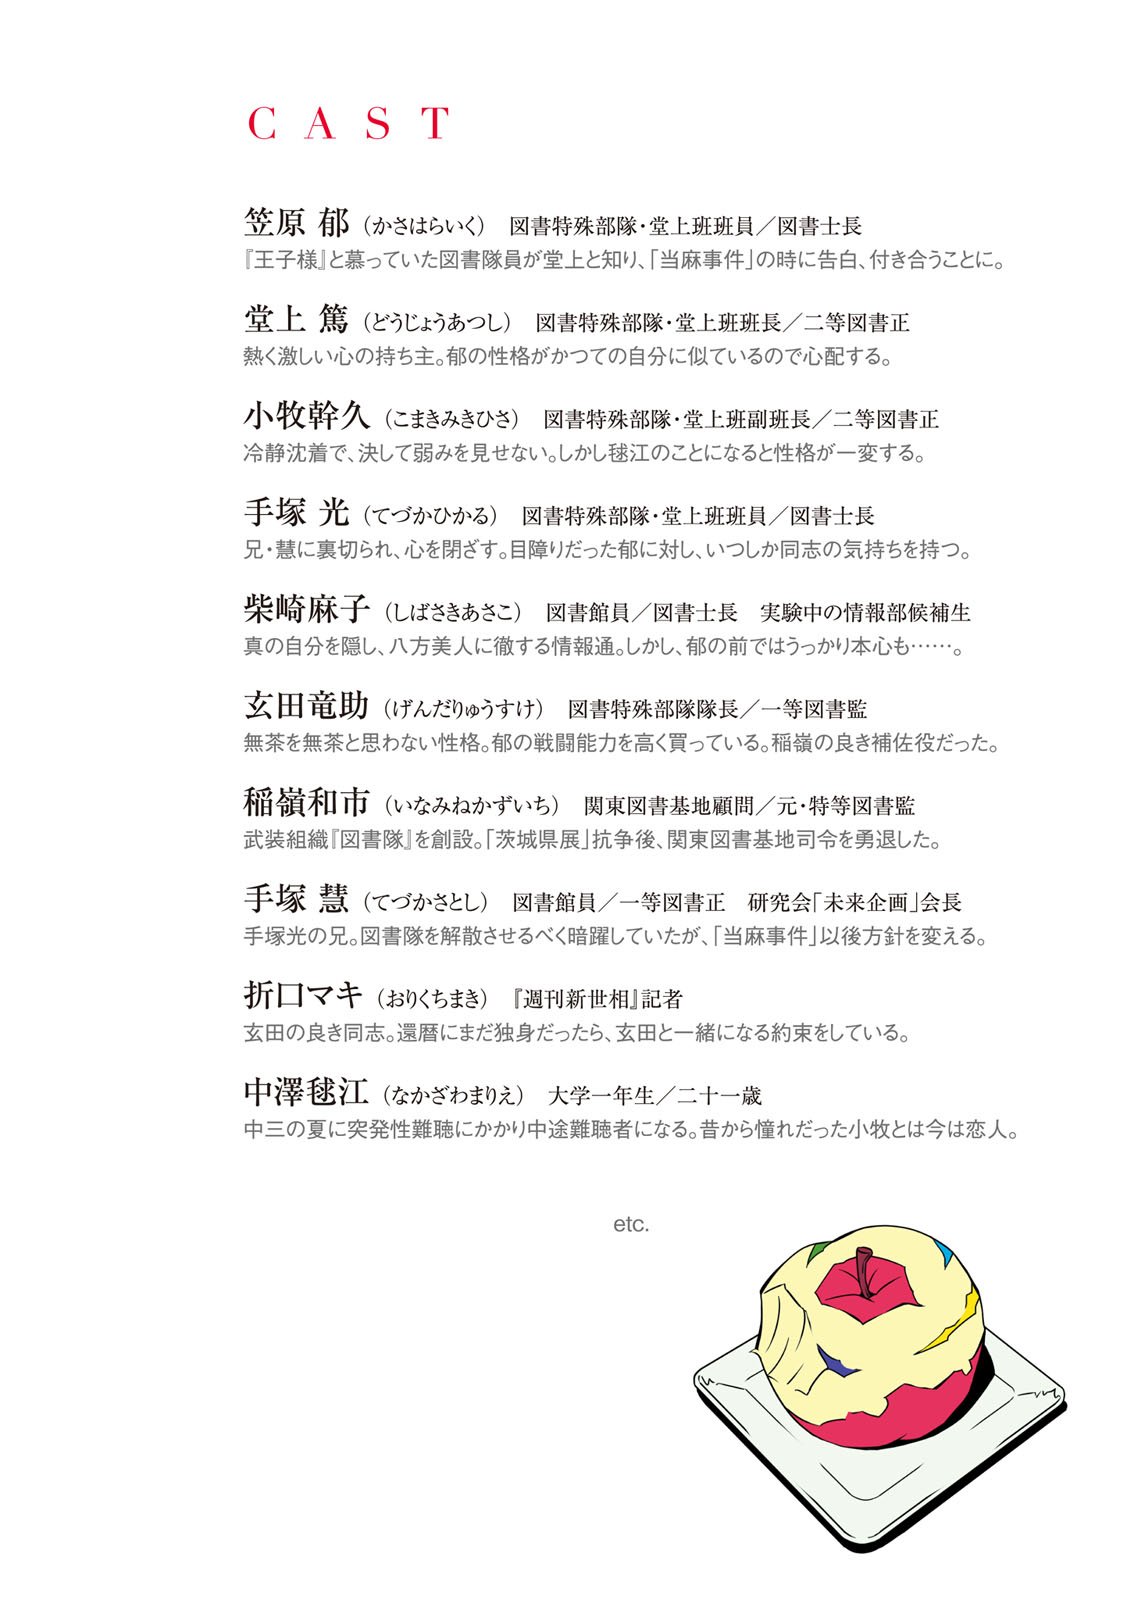 CAST
笠原 郁（かさはらいく） 図書特殊部隊・堂上班班員／図書士長
『王子様』と慕っていた図書隊員が堂上と知り、「当麻事件」の時に告白、付き合うことに。
堂上 篤（どうじょうあつし） 図書特殊部隊・堂上班班長／二等図書正
熱く激しい心の持ち主。郁の性格がかつての自分に似ているので心配する。
小牧幹久（こまきみきひさ） 図書特殊部隊・堂上班副班長／二等図書正
冷静沈着で、決して弱みを見せない。しかし毬江のことになると性格が一変する。
手塚 光（てづかひかる） 図書特殊部隊・堂上班班員／図書士長
兄・慧に裏切られ、心を閉ざす。目障りだった郁に対し、いつしか同志の気持ちを持つ。
柴崎麻子（しばさきあさこ） 図書館員／図書士長 実験中の情報部候補生
真の自分を隠し、八方美人に徹する情報通。しかし、郁の前ではうっかり本心も……。
玄田竜助（げんだりゅうすけ） 図書特殊部隊隊長／一等図書監
無茶を無茶と思わない性格。郁の戦闘能力を高く買っている。稲嶺の良き補佐役だった。
稲嶺和市（いなみねかずいち） 関東図書基地顧問／元・特等図書監
武装組織『図書隊』を創設。「茨城県展」抗争後、関東図書基地司令を勇退した。
手塚 慧（てづかさとし） 図書館員／一等図書正 研究会「未来企画」会長
手塚光の兄。図書隊を解散させるべく暗躍していたが、「当麻事件」以後方針を変える。
折口マキ（おりくちまき） 『週刊新世相』記者
玄田の良き同志。還暦にまだ独身だったら、玄田と一緒になる約束をしている。
中澤毬江（なかざわまりえ） 大学一年生／二十一歳
中三の夏に突発性難聴にかかり中途難聴者になる。昔から憧れだった小牧とは今は恋人。
etc.